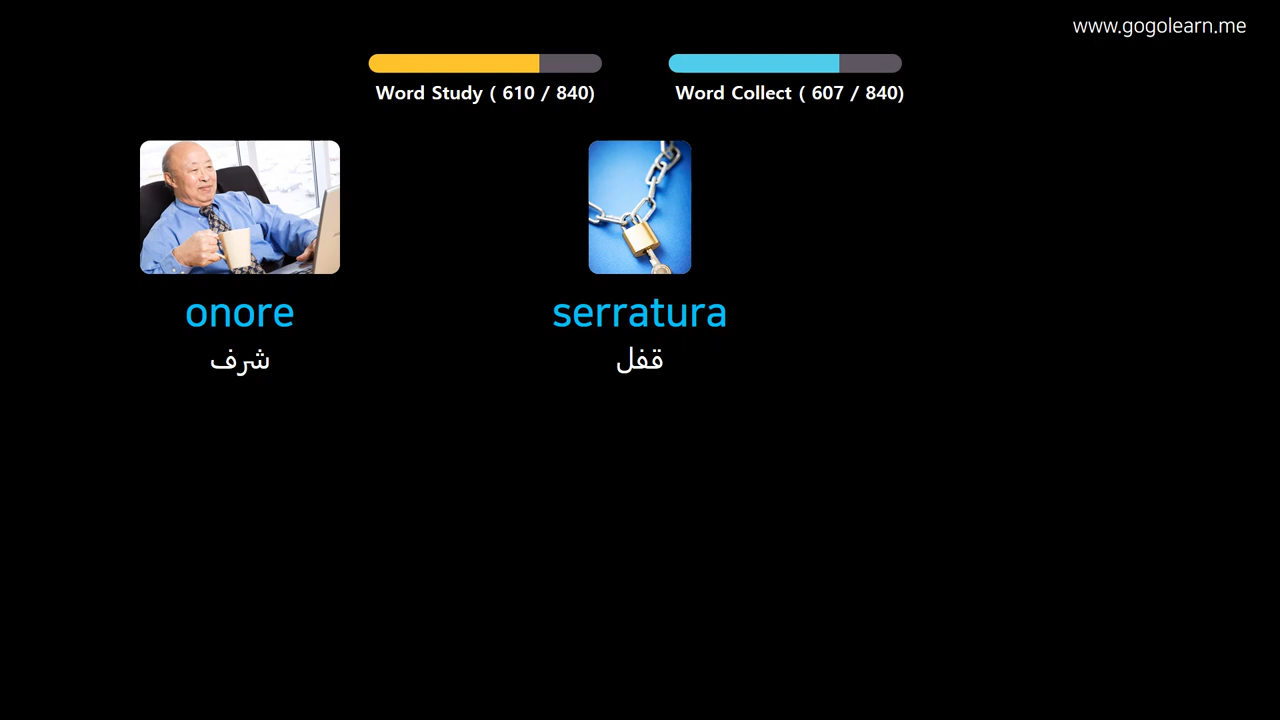 www.gogolearn.me
Word Study ( 610 / 840)
Word Collect ( 607 / 840)
onore
شرف
serratura
قفل